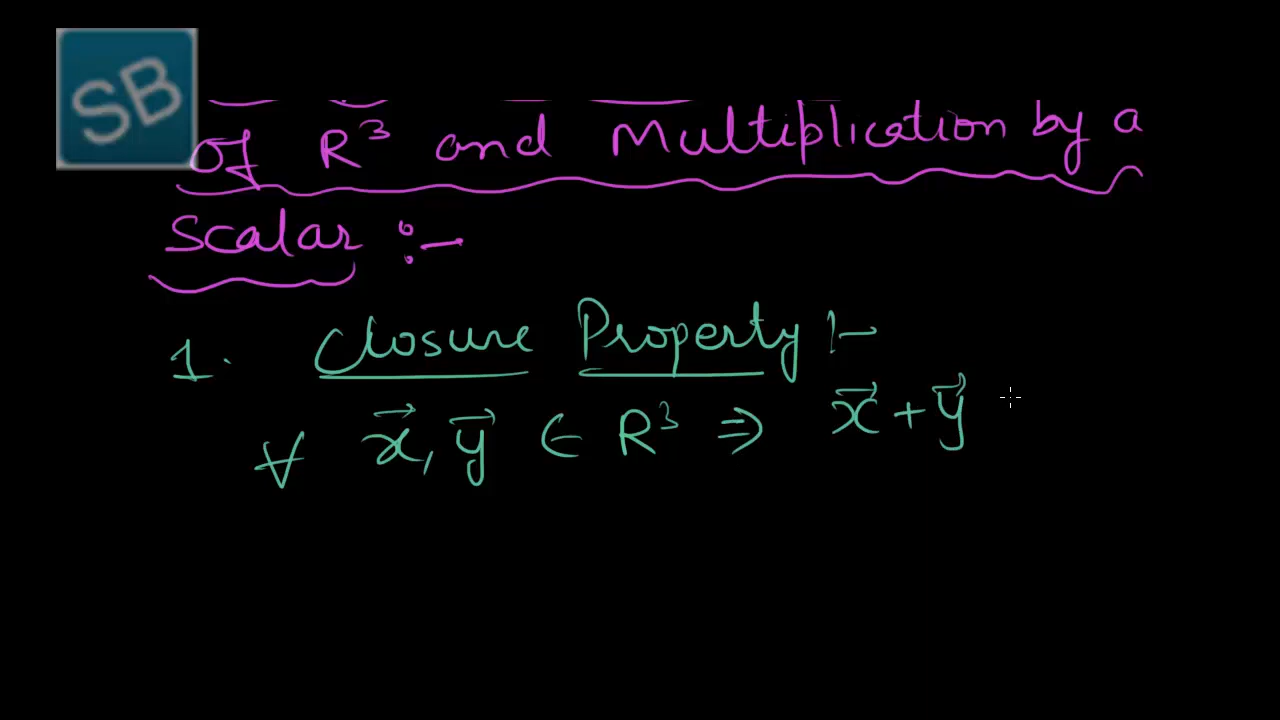 SB
of R³ and Multiplication by a
scalar :-
1. Closure Property :-
∀ x⃗, y⃗ ∈ R³ ⇒ x⃗ + y⃗